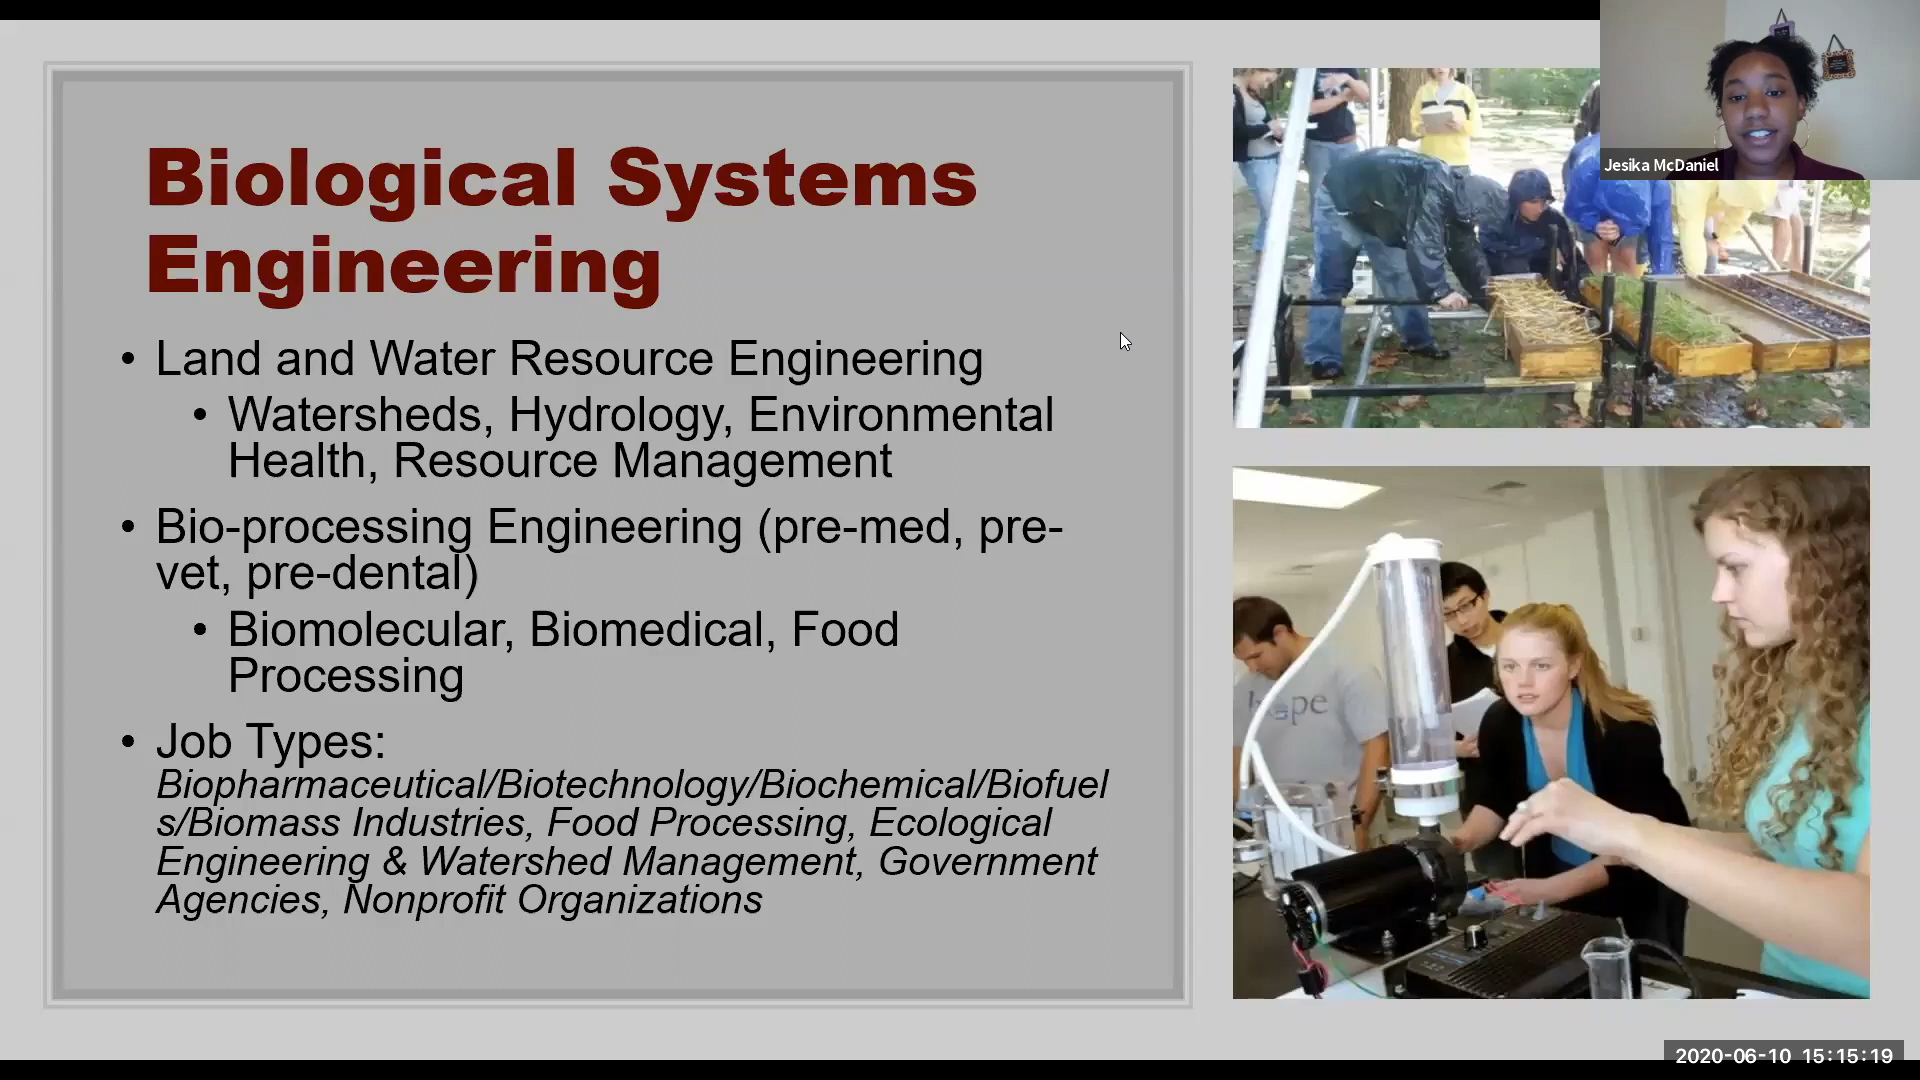 Biological Systems
Engineering
• Land and Water Resource Engineering
• Watersheds, Hydrology, Environmental
Health, Resource Management
• Bio-processing Engineering (pre-med, pre-
vet, pre-dental)
• Biomolecular, Biomedical, Food
Processing
• Job Types:
Biopharmaceutical/Biotechnology/Biochemical/Biofuel
s/Biomass Industries, Food Processing, Ecological
Engineering & Watershed Management, Government
Agencies, Nonprofit Organizations
Jesika McDaniel
2020-06-10 15:15:19